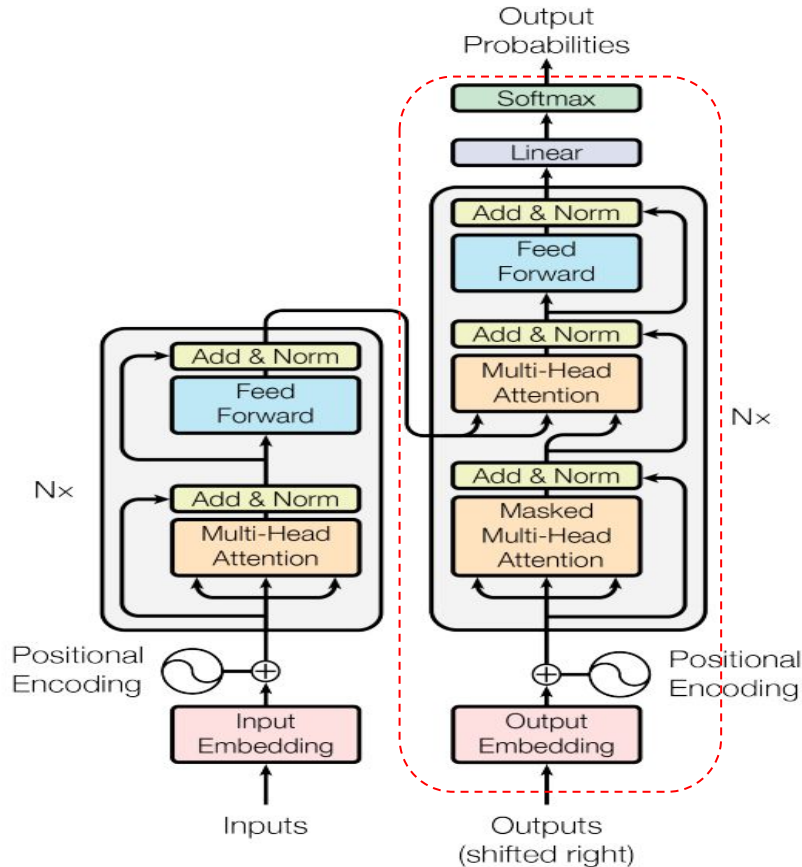 Output
Probabilities
Softmax
Linear
Add & Norm
Feed
Forward
Add & Norm
Multi-Head
Attention
Nx
Add & Norm
Masked
Multi-Head
Attention
Positional
Encoding
Output
Embedding
Outputs
(shifted right)
Add & Norm
Feed
Forward
Nx
Add & Norm
Multi-Head
Attention
Positional
Encoding
Input
Embedding
Inputs